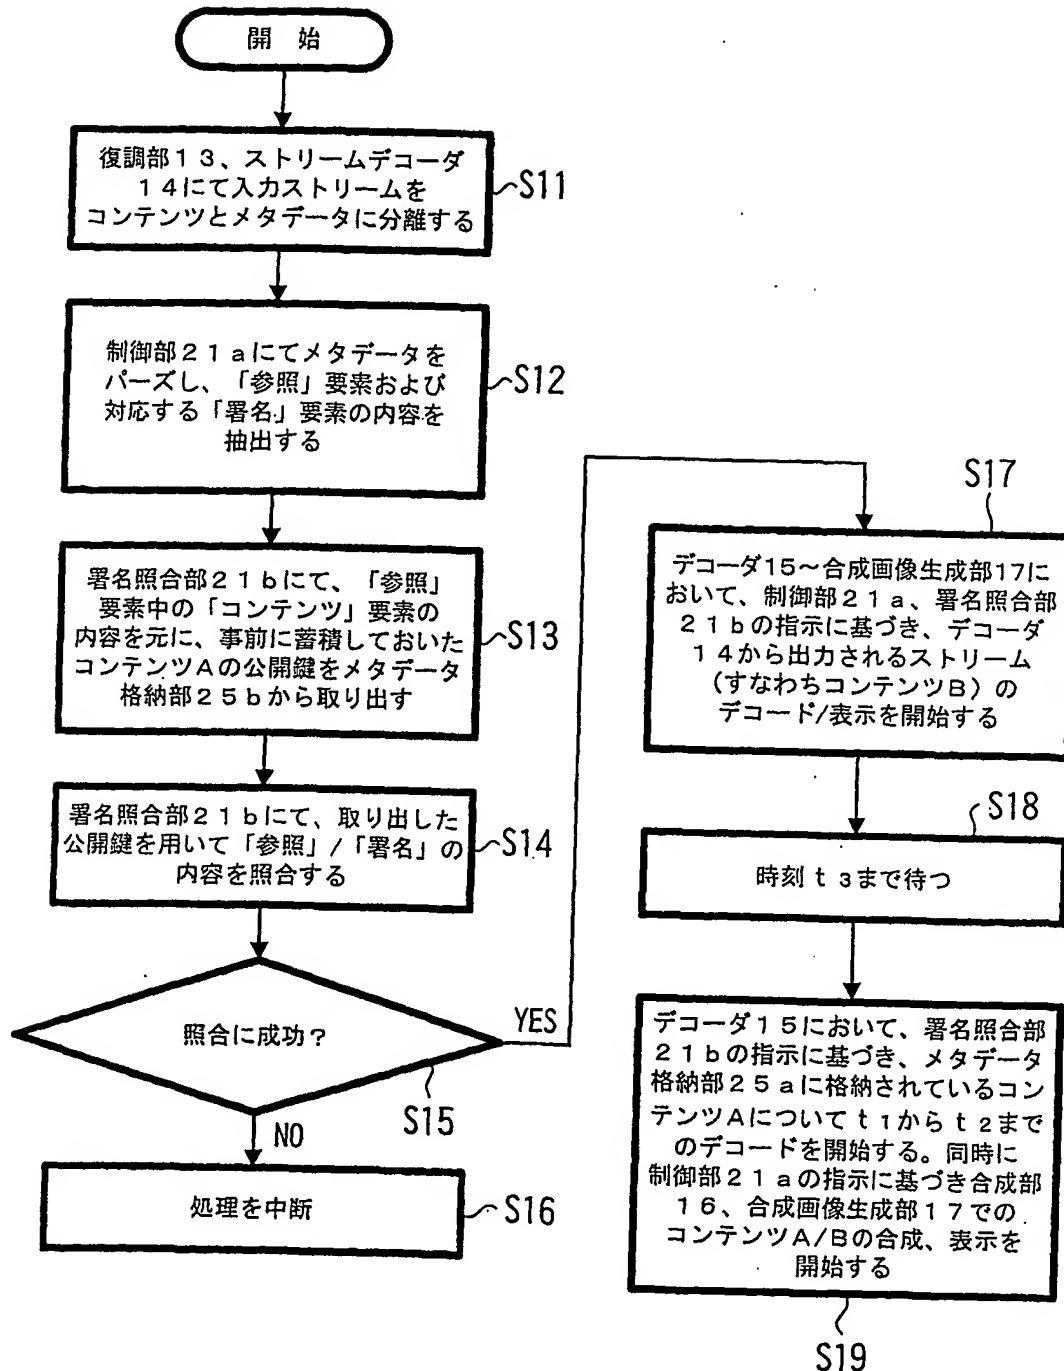 開 始
復調部13、ストリームデコーダ
14にて入力ストリームを
コンテンツとメタデータに分離する
S11
制御部21aにてメタデータを
パーズし、「参照」要素および
対応する「署名」要素の内容を
抽出する
S12
署名照合部21bにて、「参照」
要素中の「コンテンツ」要素の
内容を元に、事前に蓄積しておいた
コンテンツAの公開鍵をメタデータ
格納部25bから取り出す
S13
署名照合部21bにて、取り出した
公開鍵を用いて「参照」/「署名」の
内容を照合する
S14
照合に成功?
YES
S15
NO
処理を中断
S16
S17
デコーダ15~合成画像生成部17に
おいて、制御部21a、署名照合部
21bの指示に基づき、デコーダ
14から出力されるストリーム
(すなわちコンテンツB)の
デコード/表示を開始する
S18
時刻t3まで待つ
デコーダ15において、署名照合部
21bの指示に基づき、メタデータ
格納部25aに格納されているコン
テンツAについてt1からt2まで
のデコードを開始する。同時に
制御部21aの指示に基づき合成部
16、合成画像生成部17での
コンテンツA/Bの合成、表示を
開始する
S19